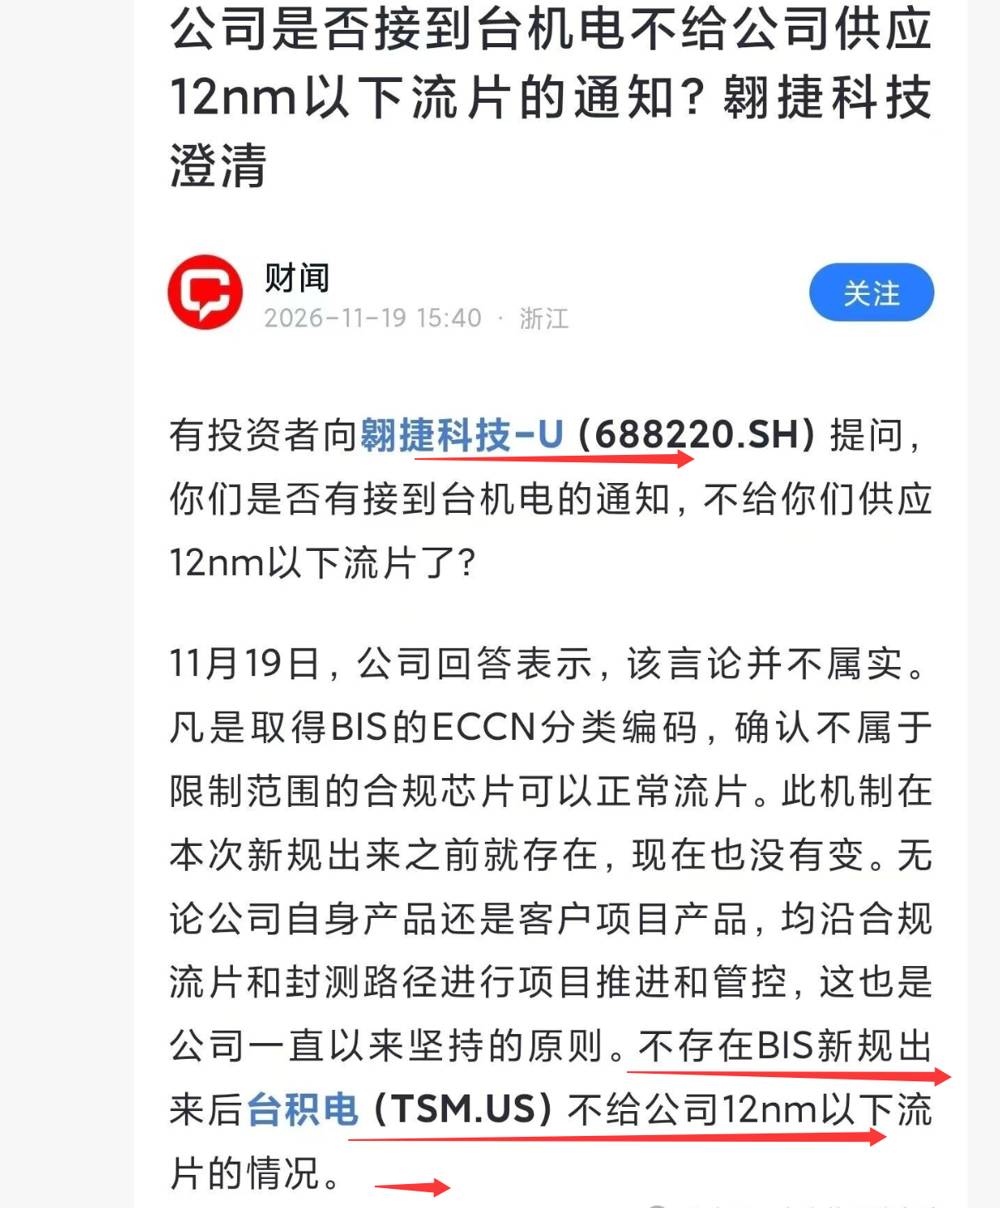 公司是否接到台机电不给公司供应
12nm以下流片的通知？翱捷科技
澄清
财闻
2026-11-19 15:40 · 浙江
关注
有投资者向翱捷科技-U（688220.SH）提问，
你们是否有接到台机电的通知，不给你们供应
12nm以下流片了？
11月19日，公司回答表示，该言论并不属实。
凡是取得BIS的ECCN分类编码，确认不属于
限制范围的合规芯片可以正常流片。此机制在
本次新规出来之前就存在，现在也没有变。无
论公司自身产品还是客户项目产品，均沿合规
流片和封测路径进行项目推进和管控，这也是
公司一直以来坚持的原则。不存在BIS新规出
来后台积电（TSM.US）不给公司12nm以下流
片的情况。